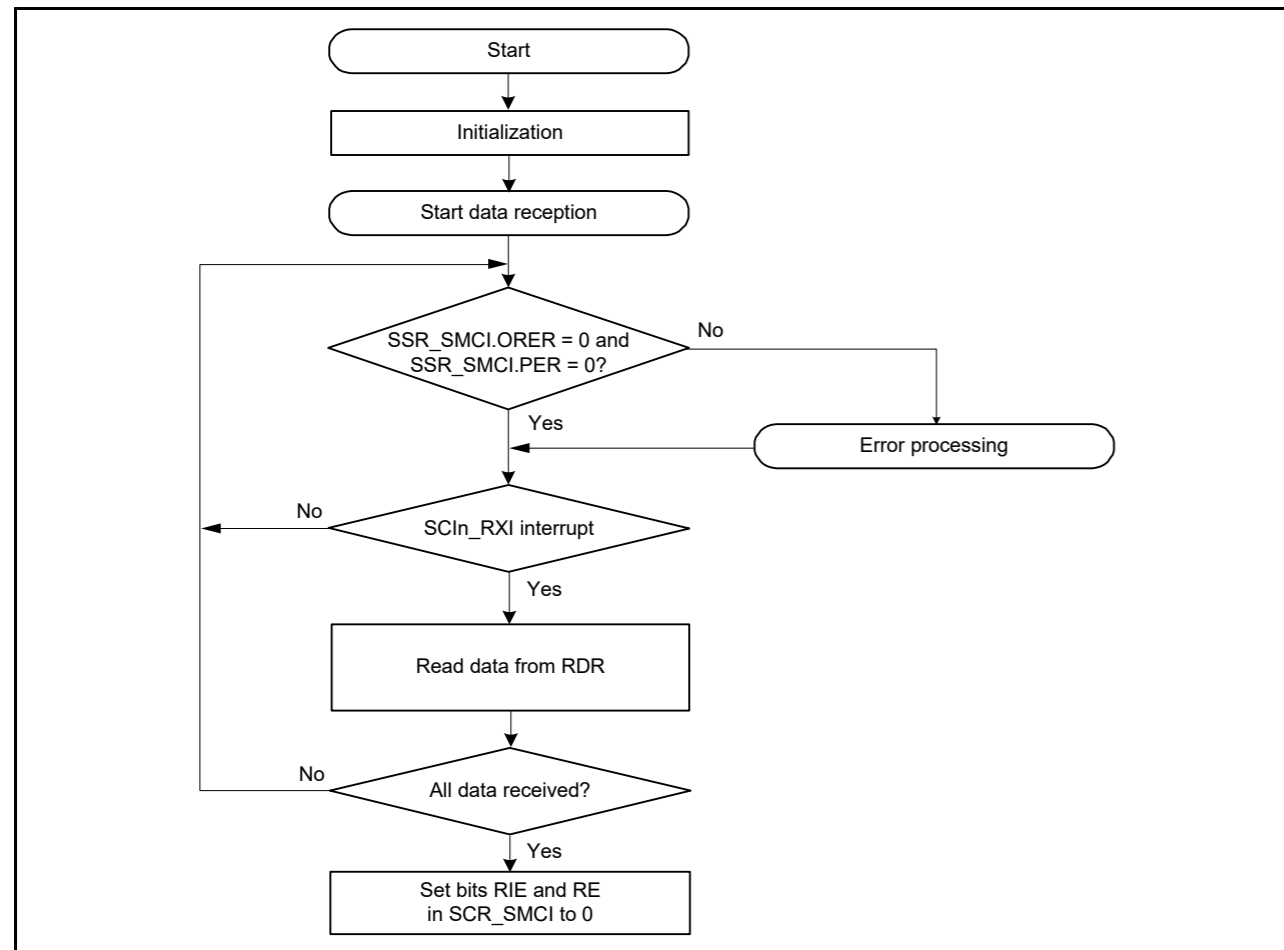 Start
Initialization
Start data reception
SSR_SMCI.ORER = 0 and
SSR_SMCI.PER = 0?
No
Yes
Error processing
No
SCIn_RXI interrupt
Yes
Read data from RDR
No
All data received?
Yes
Set bits RIE and RE
in SCR_SMCI to 0